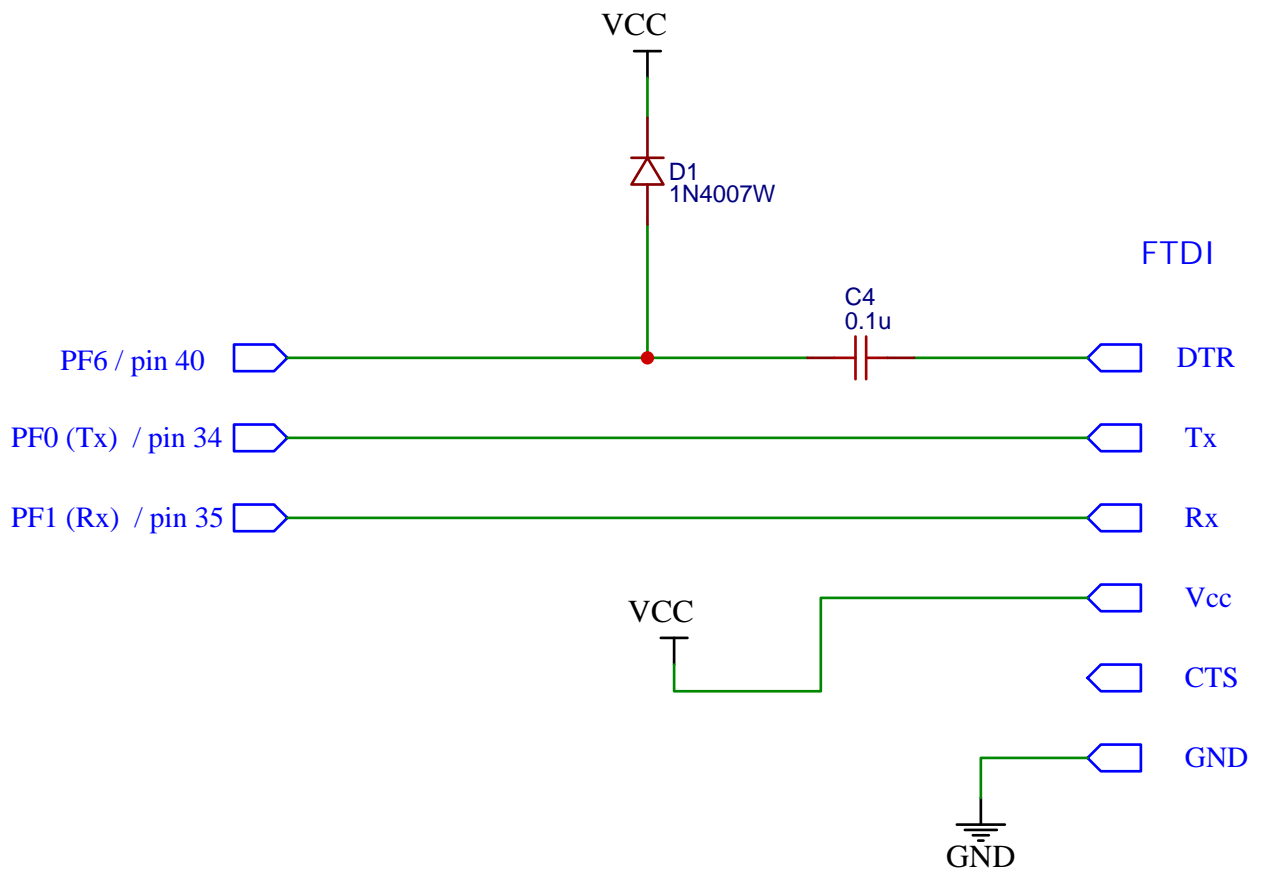 VCC
D1
1N4007W
FTDI
C4
0.1u
PF6 / pin 40
DTR
PF0 (Tx)  / pin 34
Tx
PF1 (Rx)  / pin 35
Rx
VCC
Vcc
CTS
GND
GND